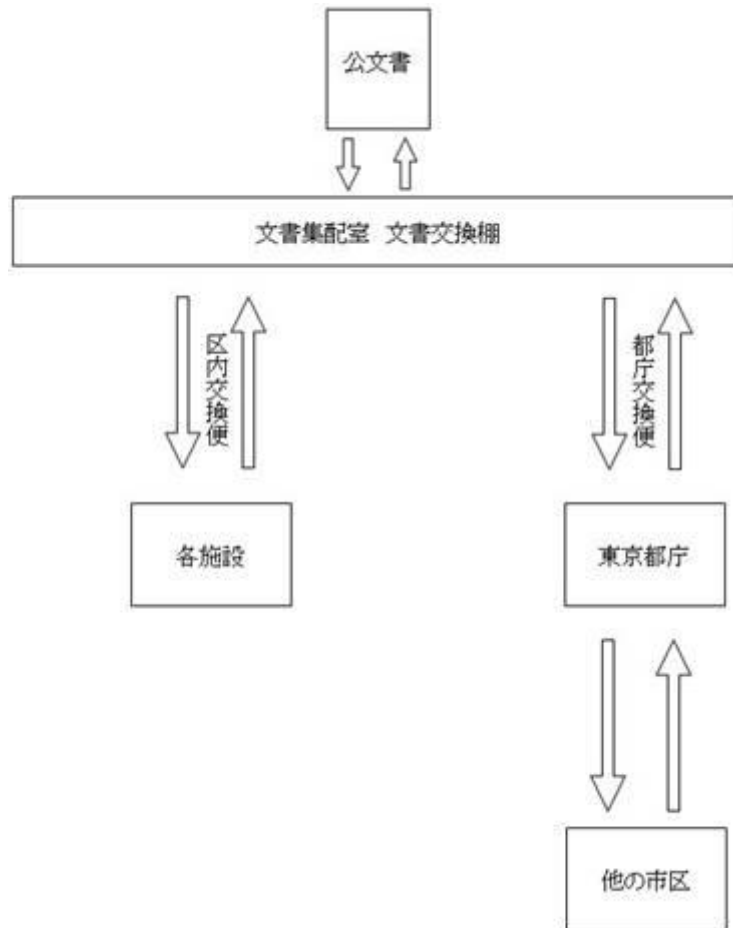 公文書
文書集配室 文書交換棚
区内交換便
都庁交換便
各施設
東京都庁
他の市区